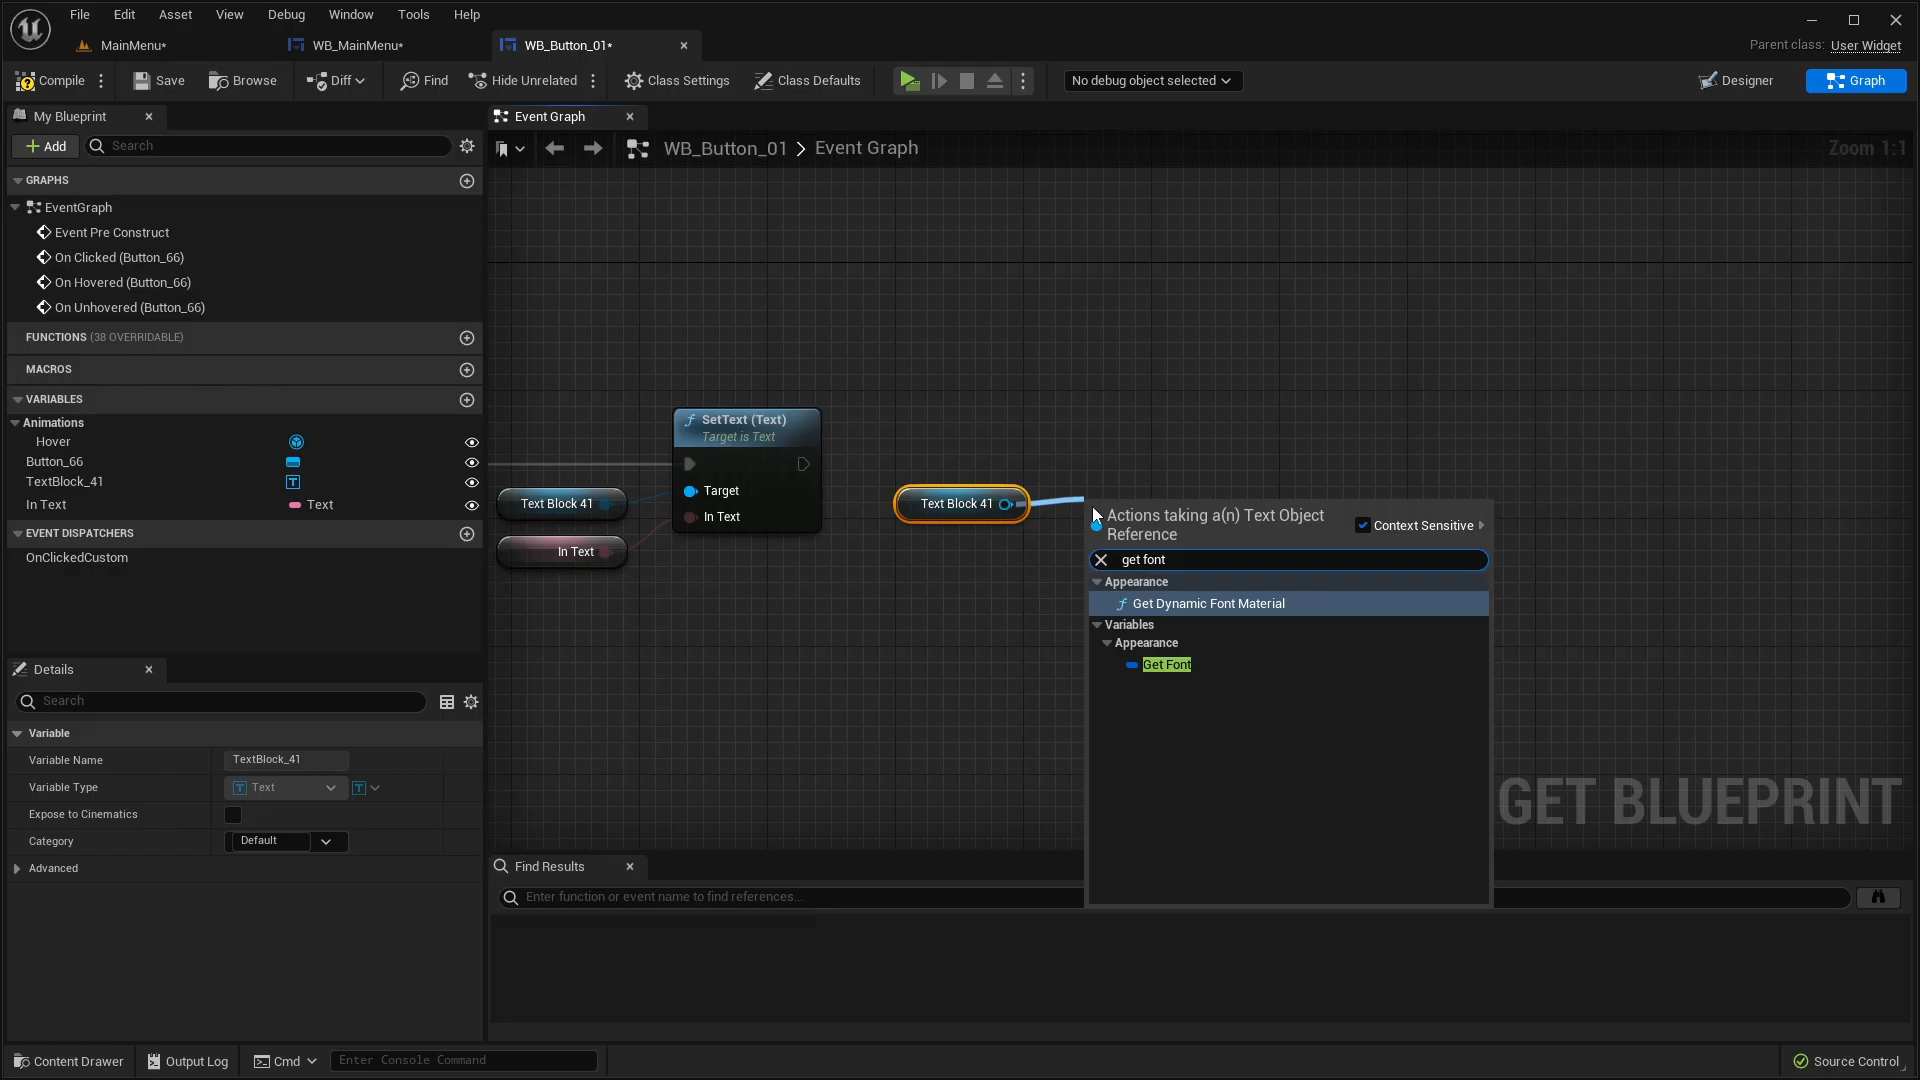 File Edit Asset View Debug Window Tools Help
MainMenu* WB_MainMenu* WB_Button_01* Parent class: User Widget
Compile Save Browse Diff Find Hide Unrelated Class Settings Class Defaults No debug object selected Designer Graph
My Blueprint Event Graph
Add Search
WB_Button_01 > Event Graph Zoom 1:1
GRAPHS
EventGraph
Event Pre Construct
On Clicked (Button_66)
On Hovered (Button_66)
On Unhovered (Button_66)
FUNCTIONS (38 OVERRIDABLE)
MACROS
VARIABLES
Animations
Hover
Button_66
TextBlock_41
In Text Text
EVENT DISPATCHERS
OnClickedCustom
SetText (Text)
Target is Text
Target
In Text
Text Block 41
In Text
Text Block 41
Actions taking a(n) Text Object
Reference
Context Sensitive
get font
Appearance
Get Dynamic Font Material
Variables
Appearance
Get Font
GET BLUEPRINT
Details
Search
Variable
Variable Name TextBlock_41
Variable Type Text
Expose to Cinematics
Category Default
Advanced
Find Results
Enter function or event name to find references...
Content Drawer Output Log Cmd Enter Console Command Source Control